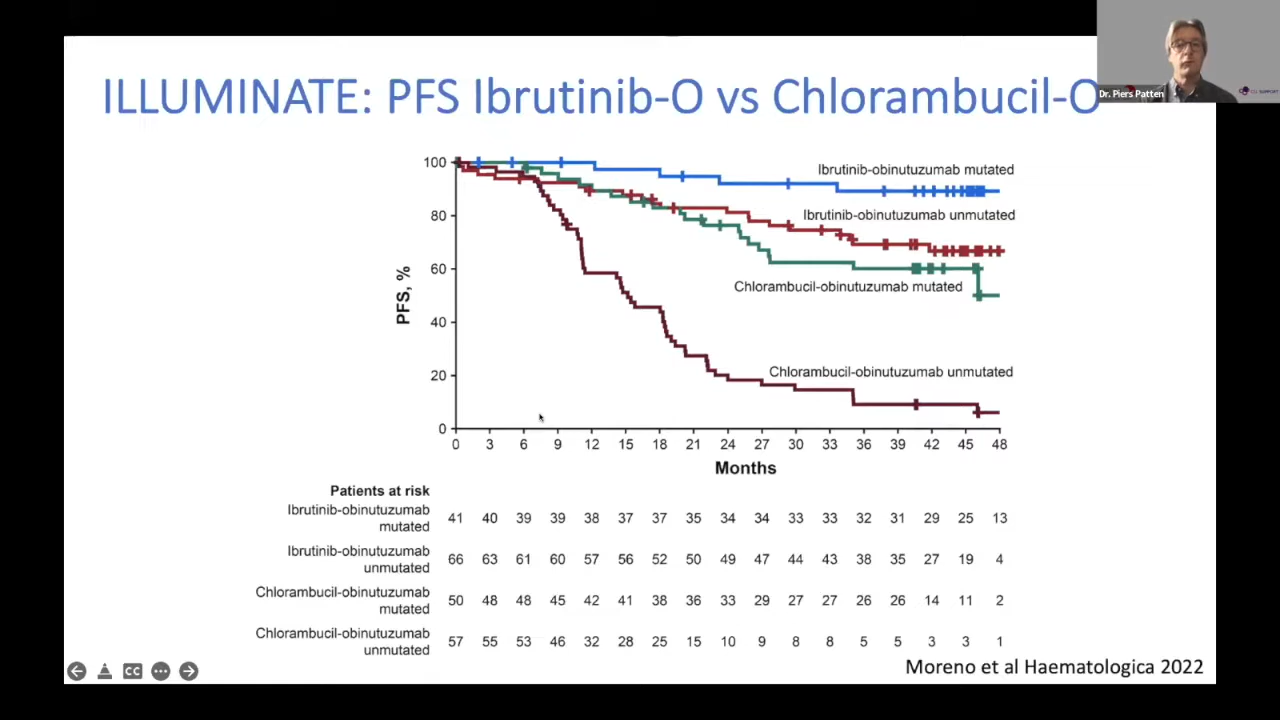 ILLUMINATE: PFS Ibrutinib-O vs Chlorambucil-O
Dr. Piers Patten
100
80
60
40
20
0
PFS, %
Ibrutinib-obinutuzumab mutated
Ibrutinib-obinutuzumab unmutated
Chlorambucil-obinutuzumab mutated
Chlorambucil-obinutuzumab unmutated
0 3 6 9 12 15 18 21 24 27 30 33 36 39 42 45 48
Months
Patients at risk
Ibrutinib-obinutuzumab
mutated
41 40 39 39 38 37 37 35 34 34 33 33 32 31 29 25 13
Ibrutinib-obinutuzumab
unmutated
66 63 61 60 57 56 52 50 49 47 44 43 38 35 27 19 4
Chlorambucil-obinutuzumab
mutated
50 48 48 45 42 41 38 36 33 29 27 27 26 26 14 11 2
Chlorambucil-obinutuzumab
unmutated
57 55 53 46 32 28 25 15 10 9 8 8 5 5 3 3 1
CC
Moreno et al Haematologica 2022